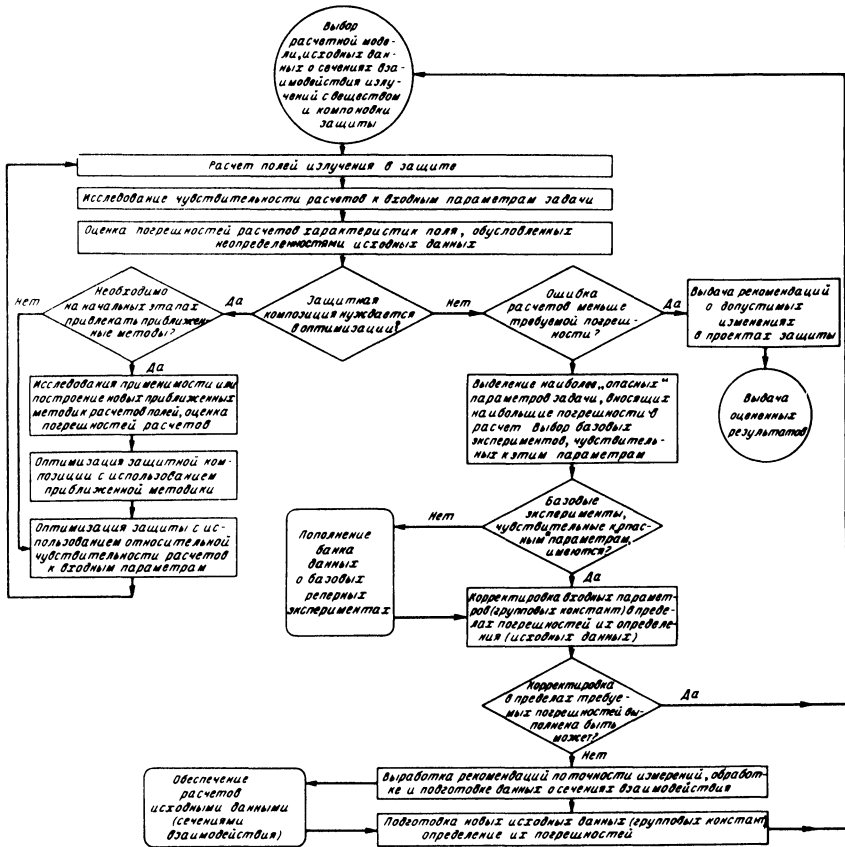 Выбор
расчетной моде-
ли, исходных дан-
ных о сечениях вза-
имодействия излу-
чений с веществом
и компоновки
защиты
Расчет полей излучения в защите
Исследование чувствительности расчетов к входным параметрам задачи
Оценка погрешностей расчетов характеристик поля, обусловленных
неопределенностями исходных данных
Нет
Необходимо
на начальных этапах
привлекать приближен-
ные методы?
Да
Защитная
композиция нуждается
в оптимизации?
Нет
Ошибка
расчетов меньше
требуемой погреш-
ности?
Да
Выдача рекомендаций
о допустимых
изменениях
в проектах защиты
Да
Исследования применимости или
построение новых приближенных
методик расчетов полей, оценка
погрешностей расчетов
Выделение наиболее „опасных"
параметров задачи, вносящих
наибольшие погрешности в
расчет Выбор базовых
экспериментов, чувствитель-
ных к этим параметрам
Выдача
оцененных
результатов
Оптимизация защитной ком-
позиции с использованием
приближенной методики
Оптимизация защиты с ис-
пользованием относительной
чувствительности расчетов
к входным параметрам
Базовые
эксперименты,
чувствительные к „опас-
ным" параметрам,
имеются?
Нет
Пополнение
банка
данных
о базовых
реперных
экспериментах
Да
Корректировка входных парамет-
ров (групповых констант) в преде-
лах погрешностей их определе-
ния (исходных данных)
Корректировка
в пределах требуе-
мых погрешностей вы-
полнена быть
может?
Да
Нет
Обеспечение
расчетов
исходными данными
(сечениями
взаимодействия)
Выработка рекомендаций по точности измерений, обработ-
ке и подготовке данных о сечениях взаимодействия
Подготовка новых исходных данных (групповых констант)
определение их погрешностей